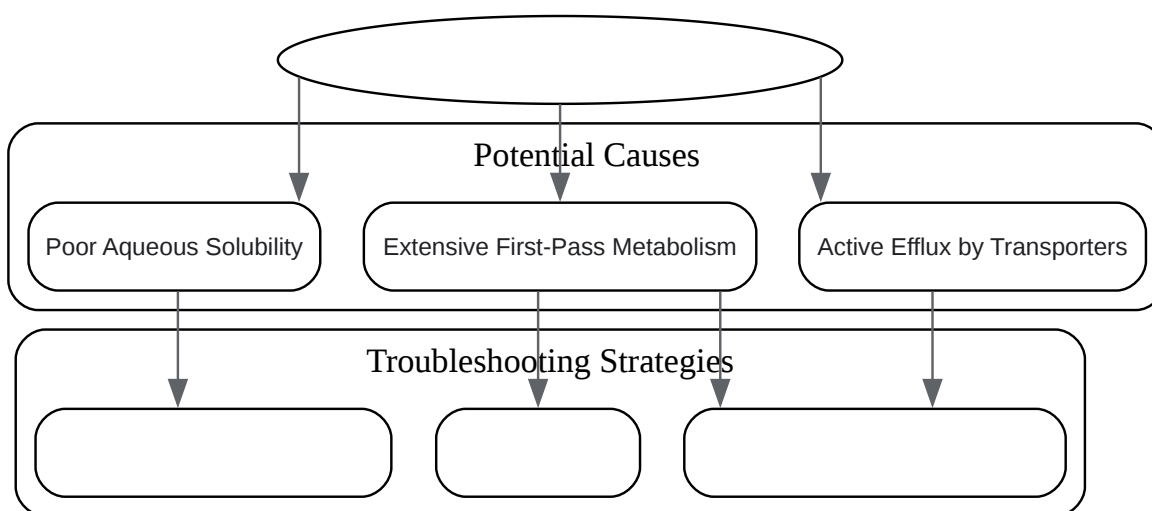 Potential Causes
Poor Aqueous Solubility
Extensive First-Pass Metabolism
Active Efflux by Transporters
Troubleshooting Strategies